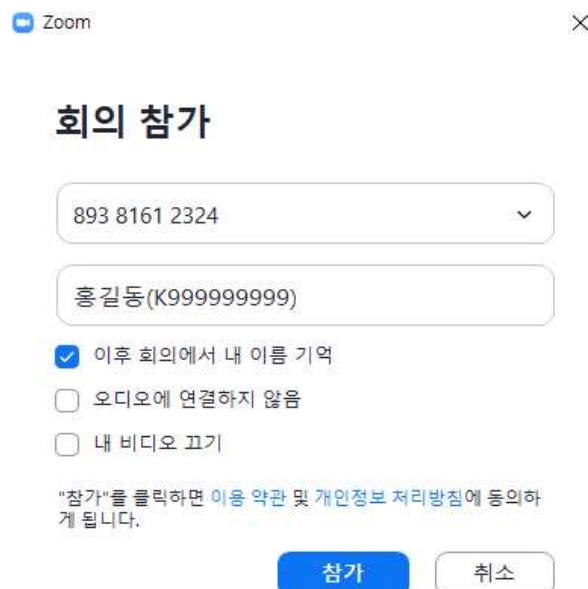 Zoom
회의 참가
893 8161 2324
홍길동(K999999999)
이후 회의에서 내 이름 기억
오디오에 연결하지 않음
내 비디오 끄기
"참가"를 클릭하면 이용 약관 및 개인정보 처리방침에 동의하
게 됩니다.
참가 취소